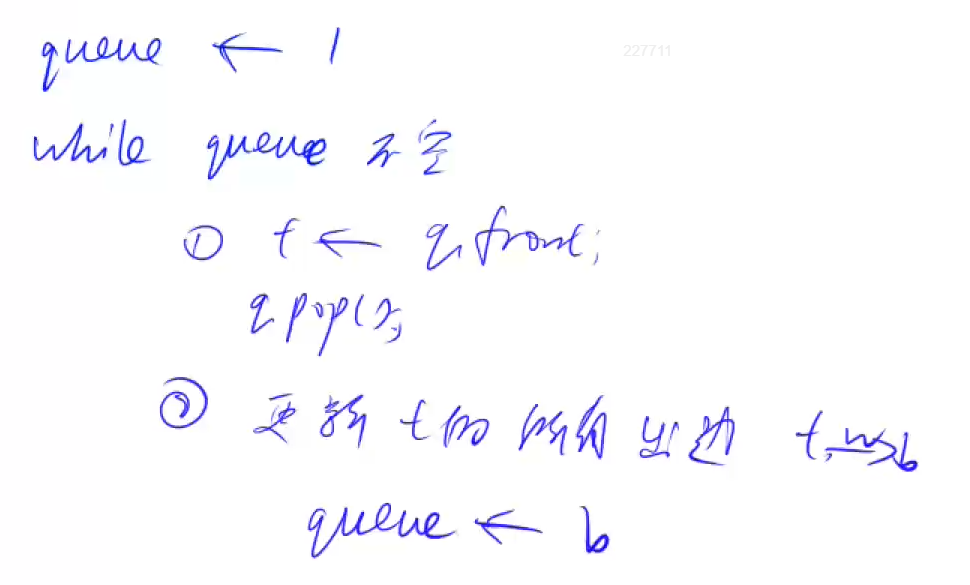 queue ← 1
227711
while queue 不空
① t ← q.front;
q.pop();
② 更新 t的 所有 出边 t, w→b
queue ← b